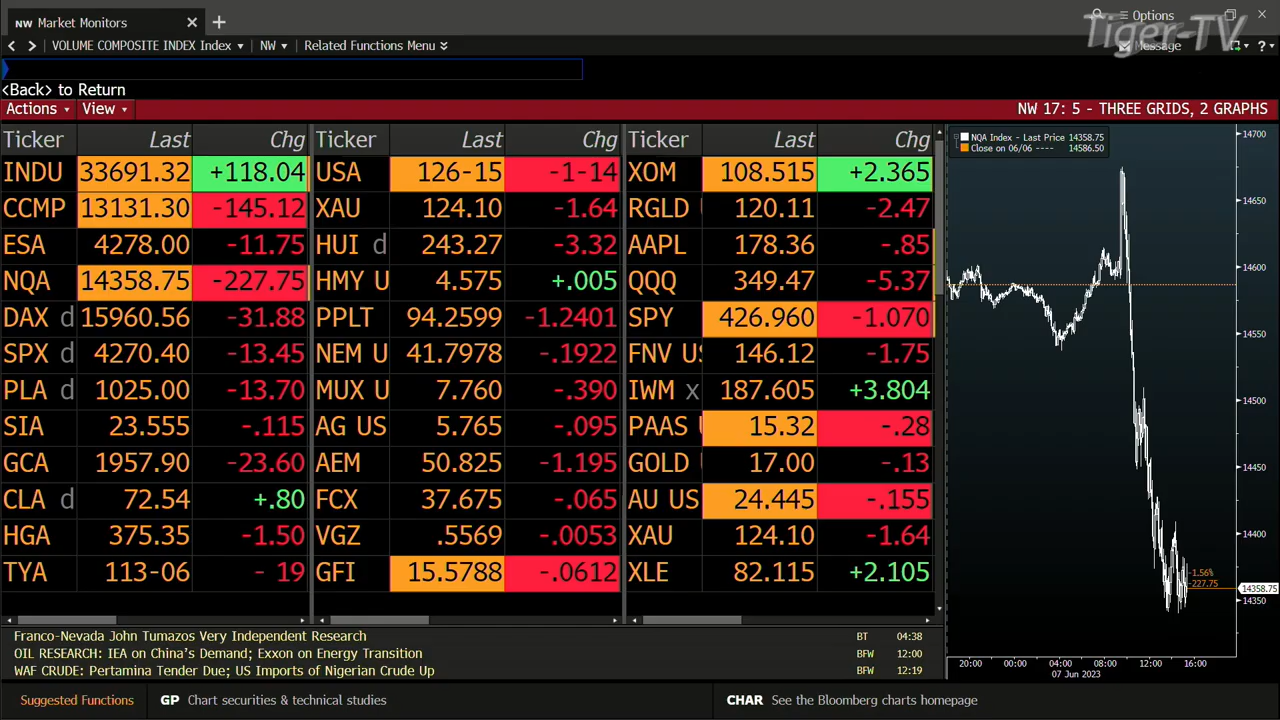 NW Market Monitors
Options
Tiger-TV
VOLUME COMPOSITE INDEX Index NW Related Functions Menu Message ?
<Back> to Return
Actions View NW 17: 5 - THREE GRIDS, 2 GRAPHS
Ticker Last Chg Ticker Last Chg Ticker Last Chg
INDU 33691.32 +118.04 USA 126-15 -1-14 XOM 108.515 +2.365
CCMP 13131.30 -145.12 XAU 124.10 -1.64 RGLD 120.11 -2.47
ESA 4278.00 -11.75 HUI d 243.27 -3.32 AAPL 178.36 -.85
NQA 14358.75 -227.75 HMY U 4.575 +.005 QQQ 349.47 -5.37
DAX d 15960.56 -31.88 PPLT 94.2599 -1.2401 SPY 426.960 -1.070
SPX d 4270.40 -13.45 NEM U 41.7978 -.1922 FNV US 146.12 -1.75
PLA d 1025.00 -13.70 MUX U 7.760 -.390 IWM x 187.605 +3.804
SIA 23.555 -.115 AG US 5.765 -.095 PAAS 15.32 -.28
GCA 1957.90 -23.60 AEM 50.825 -1.195 GOLD 17.00 -.13
CLA d 72.54 +.80 FCX 37.675 -.065 AU US 24.445 -.155
HGA 375.35 -1.50 VGZ .5569 -.0053 XAU 124.10 -1.64
TYA 113-06 - 19 GFI 15.5788 -.0612 XLE 82.115 +2.105
NQA Index - Last Price 14358.75
Close on 06/06 ---- 14586.50
14700
14650
14600
14550
14500
14450
14400
14350
-1.56%
-227.75
14358.75
20:00 00:00 04:00 08:00 12:00 16:00
07 Jun 2023
Franco-Nevada John Tumazos Very Independent Research BT 04:38
OIL RESEARCH: IEA on China's Demand; Exxon on Energy Transition BFW 12:00
WAF CRUDE: Pertamina Tender Due; US Imports of Nigerian Crude Up BFW 12:19
Suggested Functions GP Chart securities & technical studies CHAR See the Bloomberg charts homepage